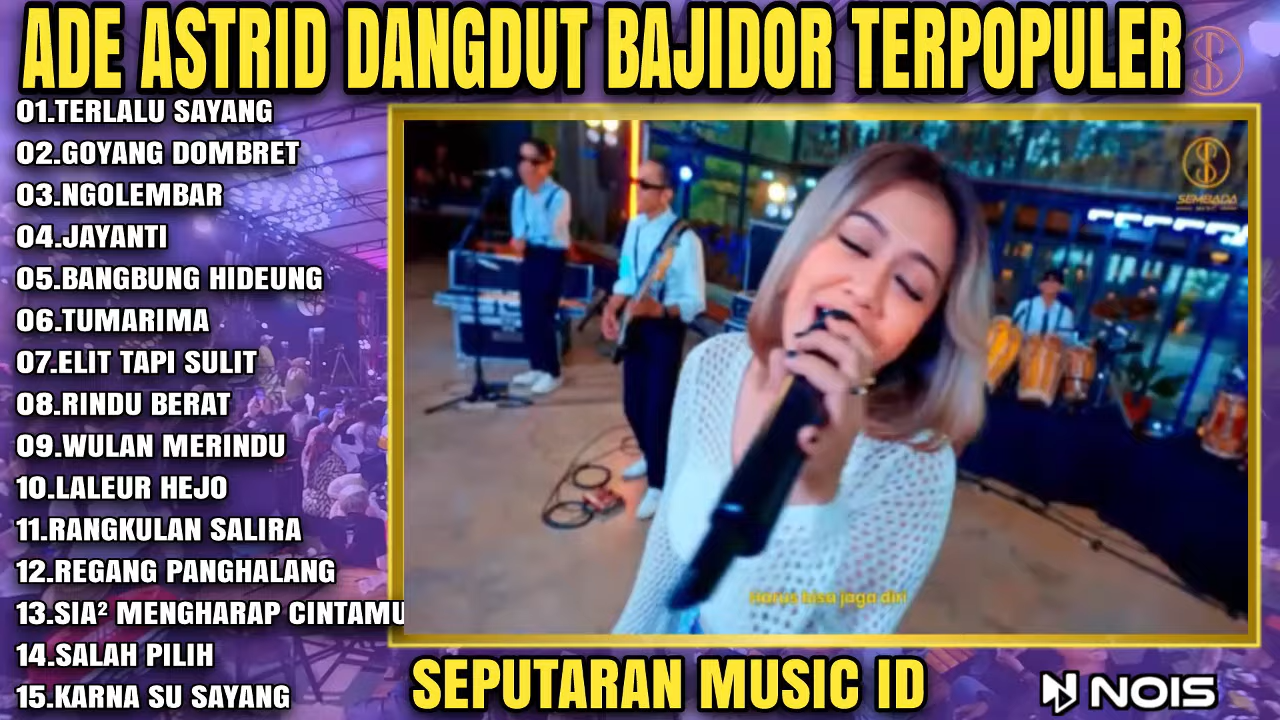 ADE ASTRID DANGDUT BAJIDOR TERPOPULER
01.TERLALU SAYANG
02.GOYANG DOMBRET
03.NGOLEMBAR
04.JAYANTI
05.BANGBUNG HIDEUNG
06.TUMARIMA
07.ELIT TAPI SULIT
08.RINDU BERAT
09.WULAN MERINDU
10.LALEUR HEJO
11.RANGKULAN SALIRA
12.REGANG PANGHALANG
13.SIA² MENGHARAP CINTAMU
14.SALAH PILIH
15.KARNA SU SAYANG
SEMBADA
Harus bisa jaga diri
SEPUTARAN MUSIC ID
NOIS